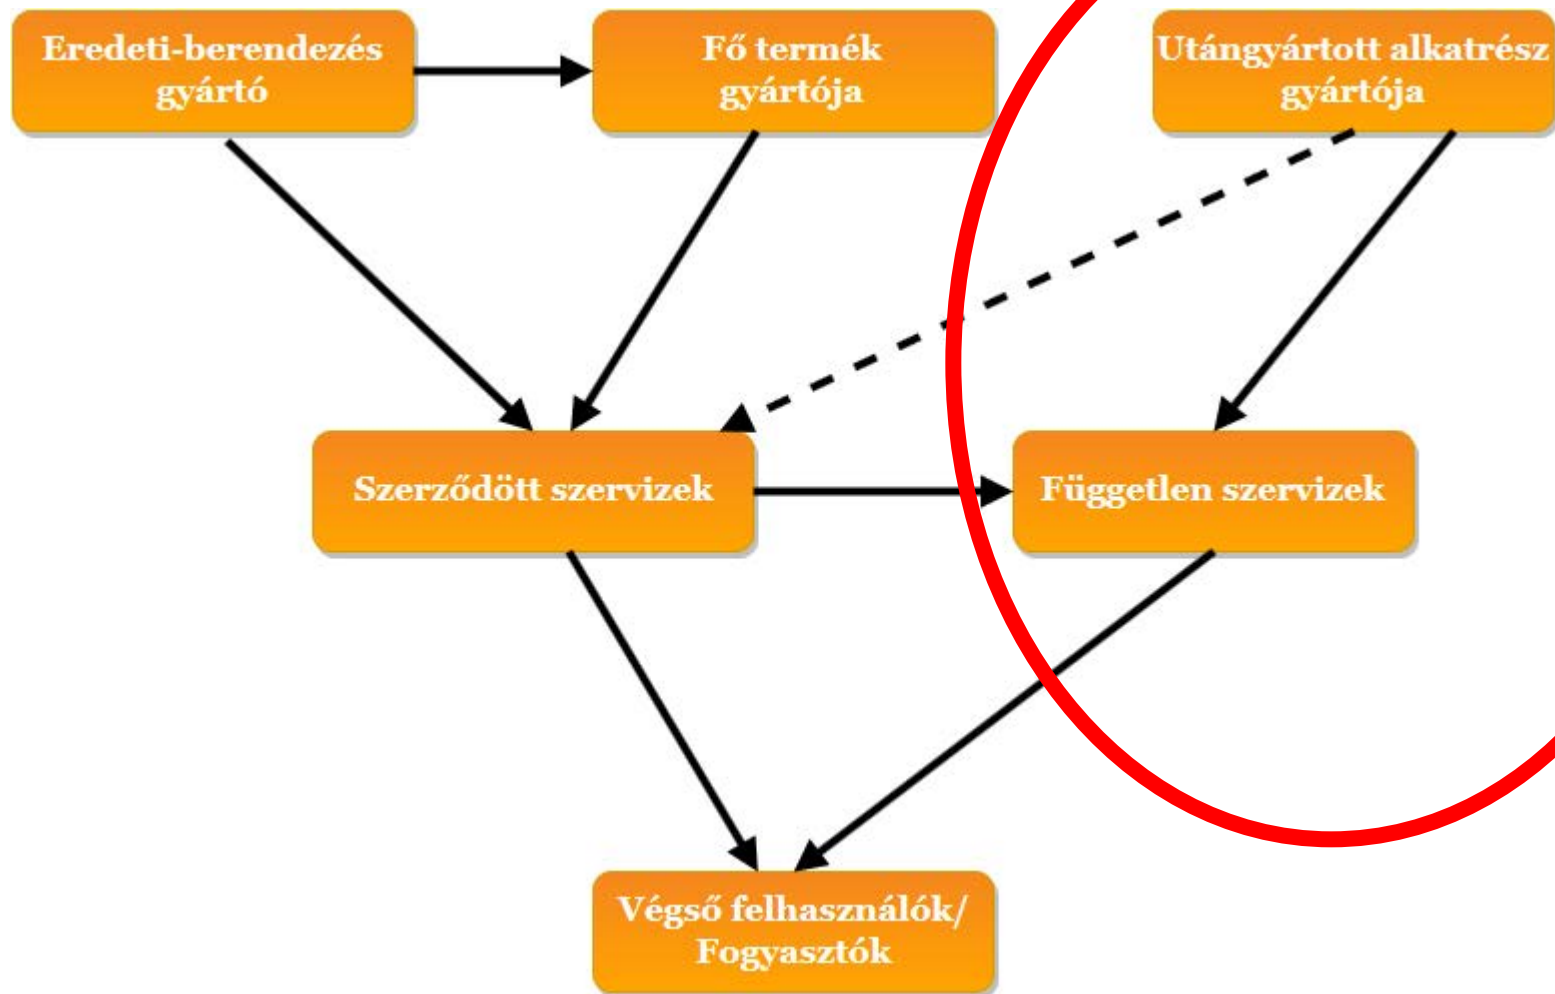 Eredeti-berendezés
gyártó
Fő termék
gyártója
Utángyártott alkatrész
gyártója
Szerződött szervizek
Független szervizek
Végső felhasználók/
Fogyasztók